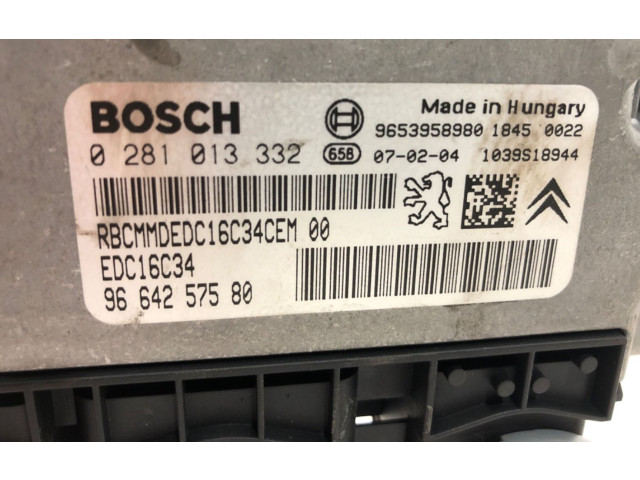 BOSCH
Made in Hungary
9653958980 1845 0022
0 281 013 332 658 07-02-04 1039S18944
RBCMMDEDC16C34CEM 00
EDC16C34
96 642 575 80